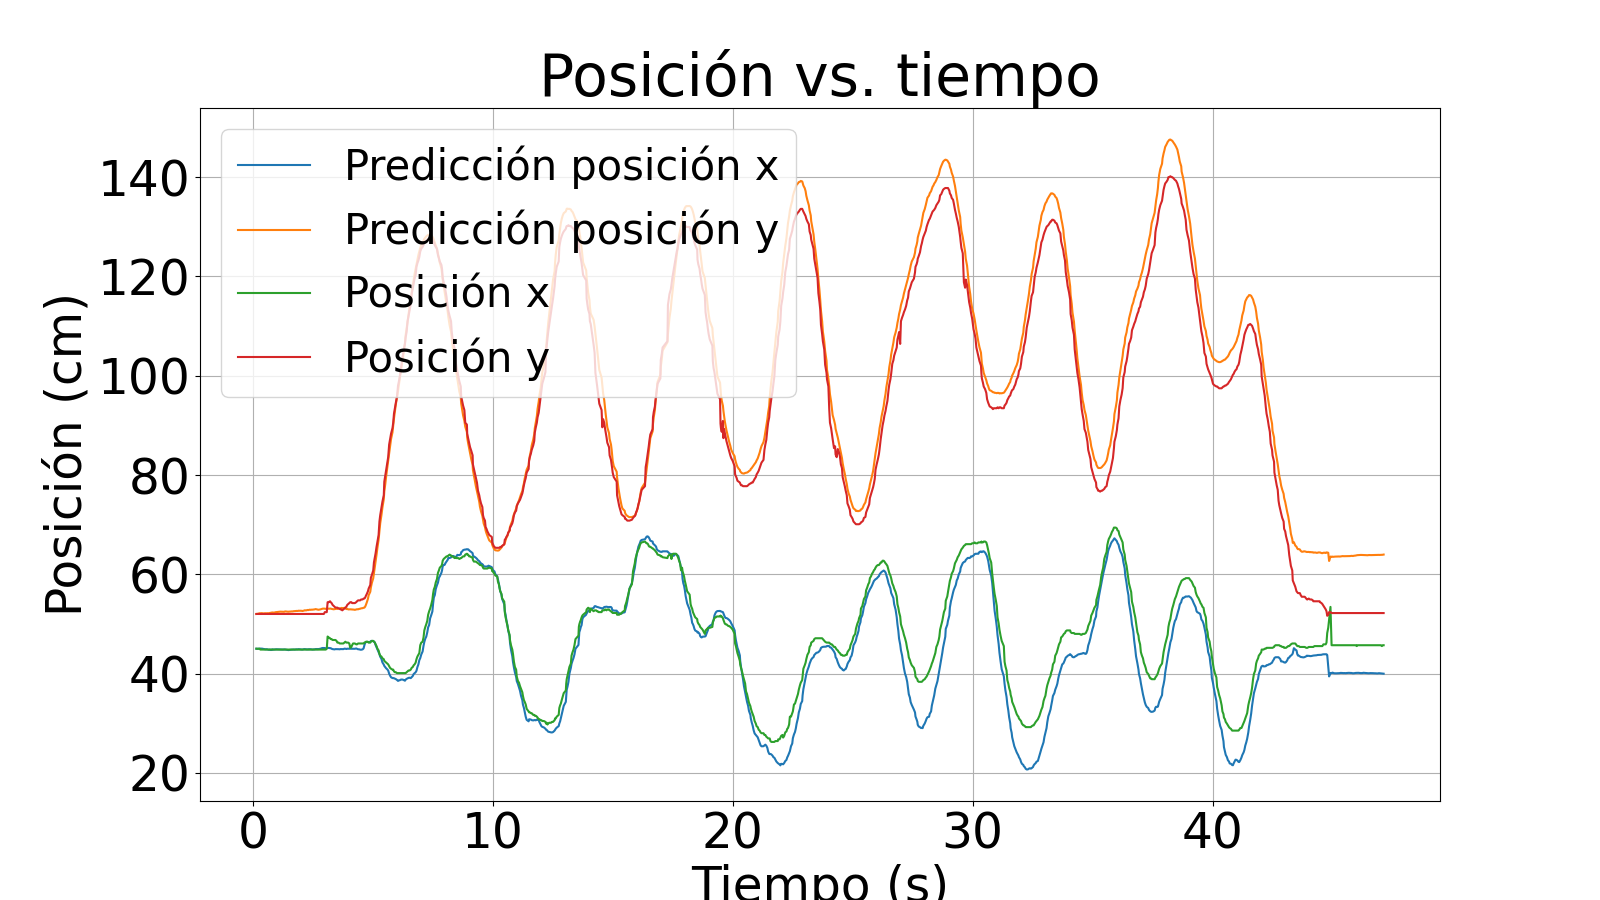 Posición vs. tiempo
Predicción posición x
Predicción posición y
Posición x
Posición y
Posición (cm)
140
120
100
80
60
40
20
0 10 20 30 40
Tiempo (s)